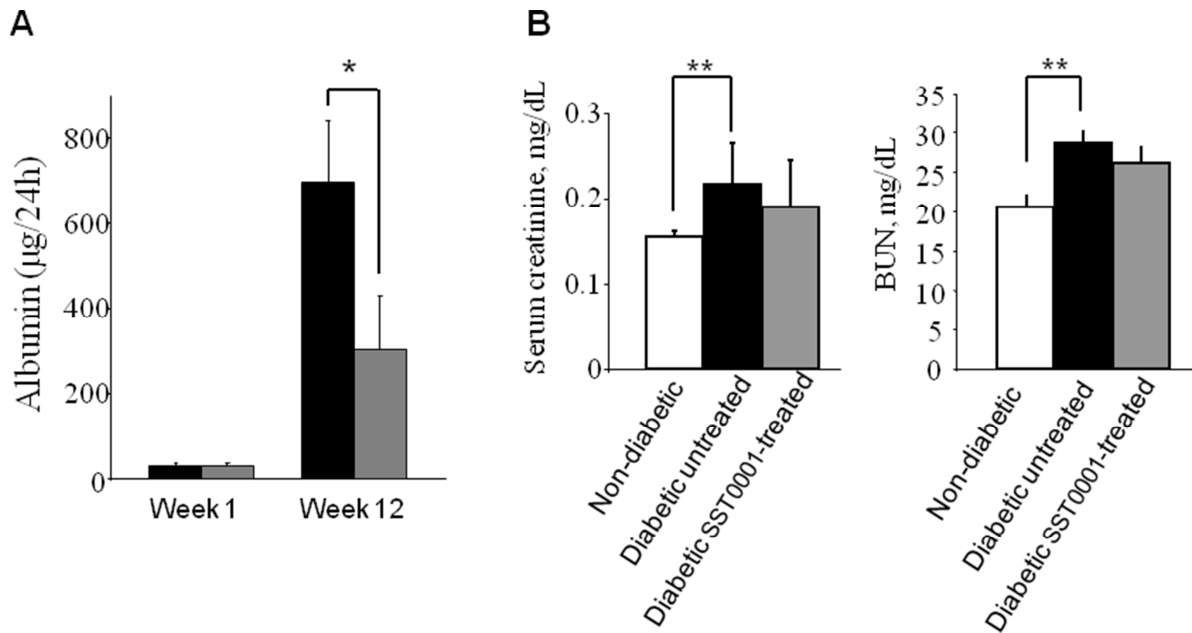 A
*
Albumin (µg/24h)
800
600
400
200
0
Week 1
Week 12
B
**
Serum creatinine, mg/dL
0.3
0.2
0.1
0
Non-diabetic
Diabetic untreated
Diabetic SST0001-treated
**
BUN, mg/dL
35
30
25
20
15
10
5
0
Non-diabetic
Diabetic untreated
Diabetic SST0001-treated